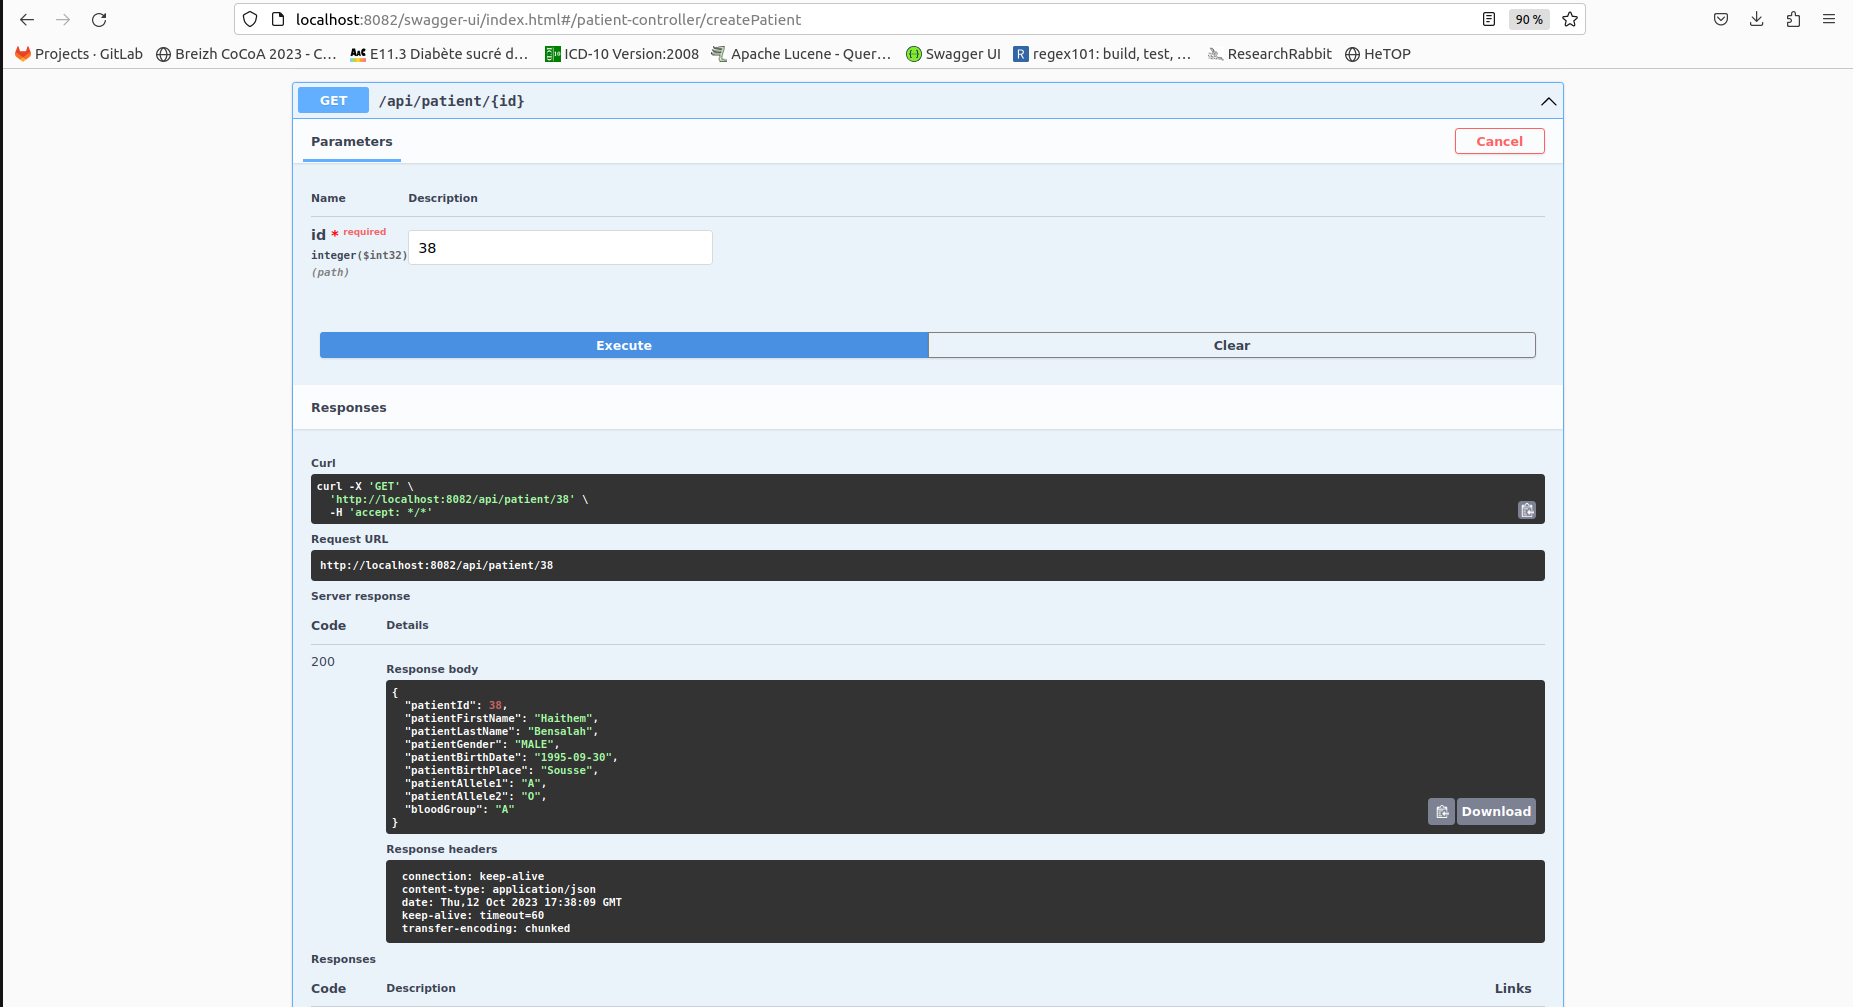 localhost:8082/swagger-ui/index.html#/patient-controller/createPatient
90 %
Projects · GitLab
Breizh CoCoA 2023 - C…
E11.3 Diabète sucré d…
ICD-10 Version:2008
Apache Lucene - Quer…
Swagger UI
regex101: build, test, …
ResearchRabbit
HeTOP
GET
/api/patient/{id}
Parameters
Cancel
Name
Description
id * required
integer($int32)
(path)
38
Execute
Clear
Responses
Curl
curl -X 'GET' \
'http://localhost:8082/api/patient/38' \
-H 'accept: */*'
Request URL
http://localhost:8082/api/patient/38
Server response
Code
Details
200
Response body
{
"patientId": 38,
"patientFirstName": "Haithem",
"patientLastName": "Bensalah",
"patientGender": "MALE",
"patientBirthDate": "1995-09-30",
"patientBirthPlace": "Sousse",
"patientAllele1": "A",
"patientAllele2": "O",
"bloodGroup": "A"
}
Download
Response headers
connection: keep-alive
content-type: application/json
date: Thu,12 Oct 2023 17:38:09 GMT
keep-alive: timeout=60
transfer-encoding: chunked
Responses
Code
Description
Links